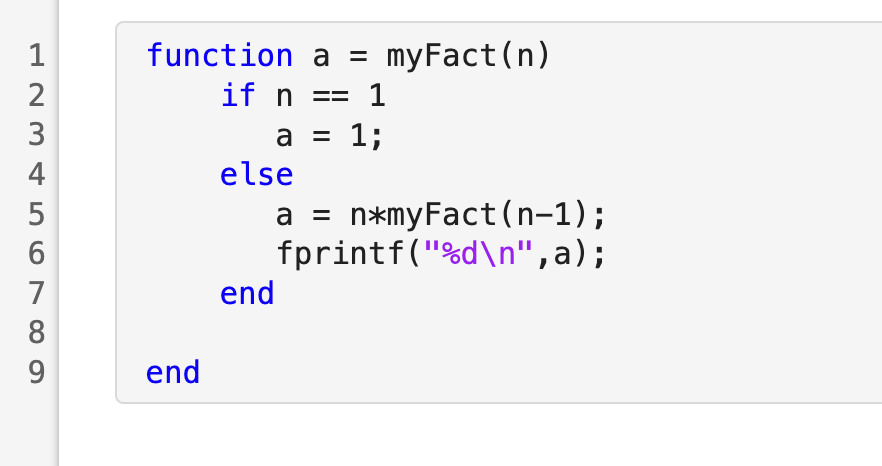 1 function a = myFact(n)
2     if n == 1
3        a = 1;
4     else
5        a = n*myFact(n-1);
6        fprintf("%d\n",a);
7     end
8
9 end